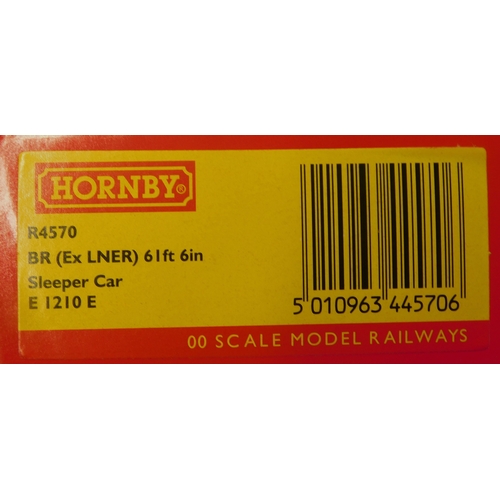 HORNBY®
R4570
BR (Ex LNER) 61ft 6in
Sleeper Car
E 1210 E
5 010963 445706
00 SCALE MODEL RAILWAYS